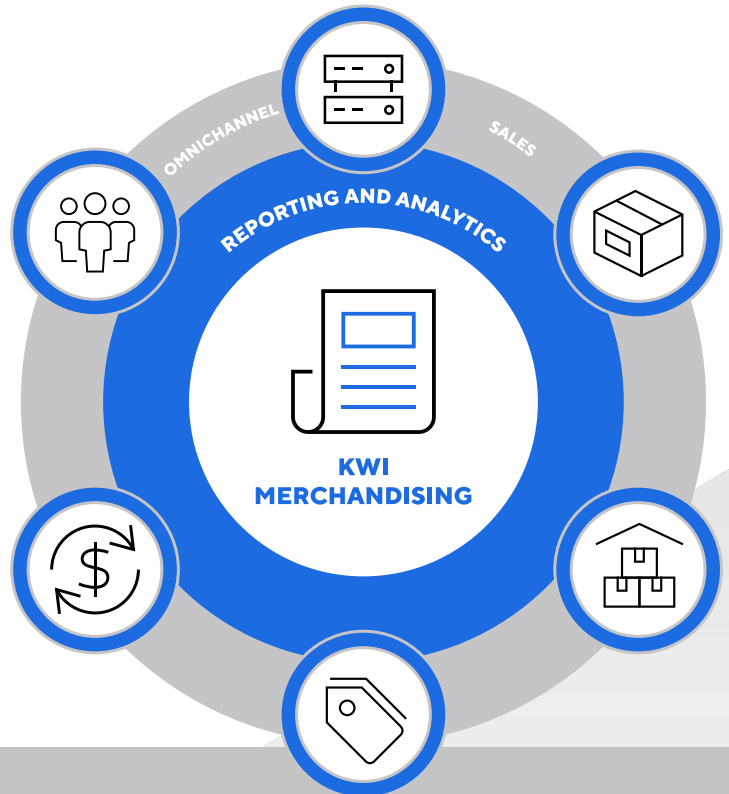 OMNICHANNEL
SALES
REPORTING AND ANALYTICS
KWI
MERCHANDISING